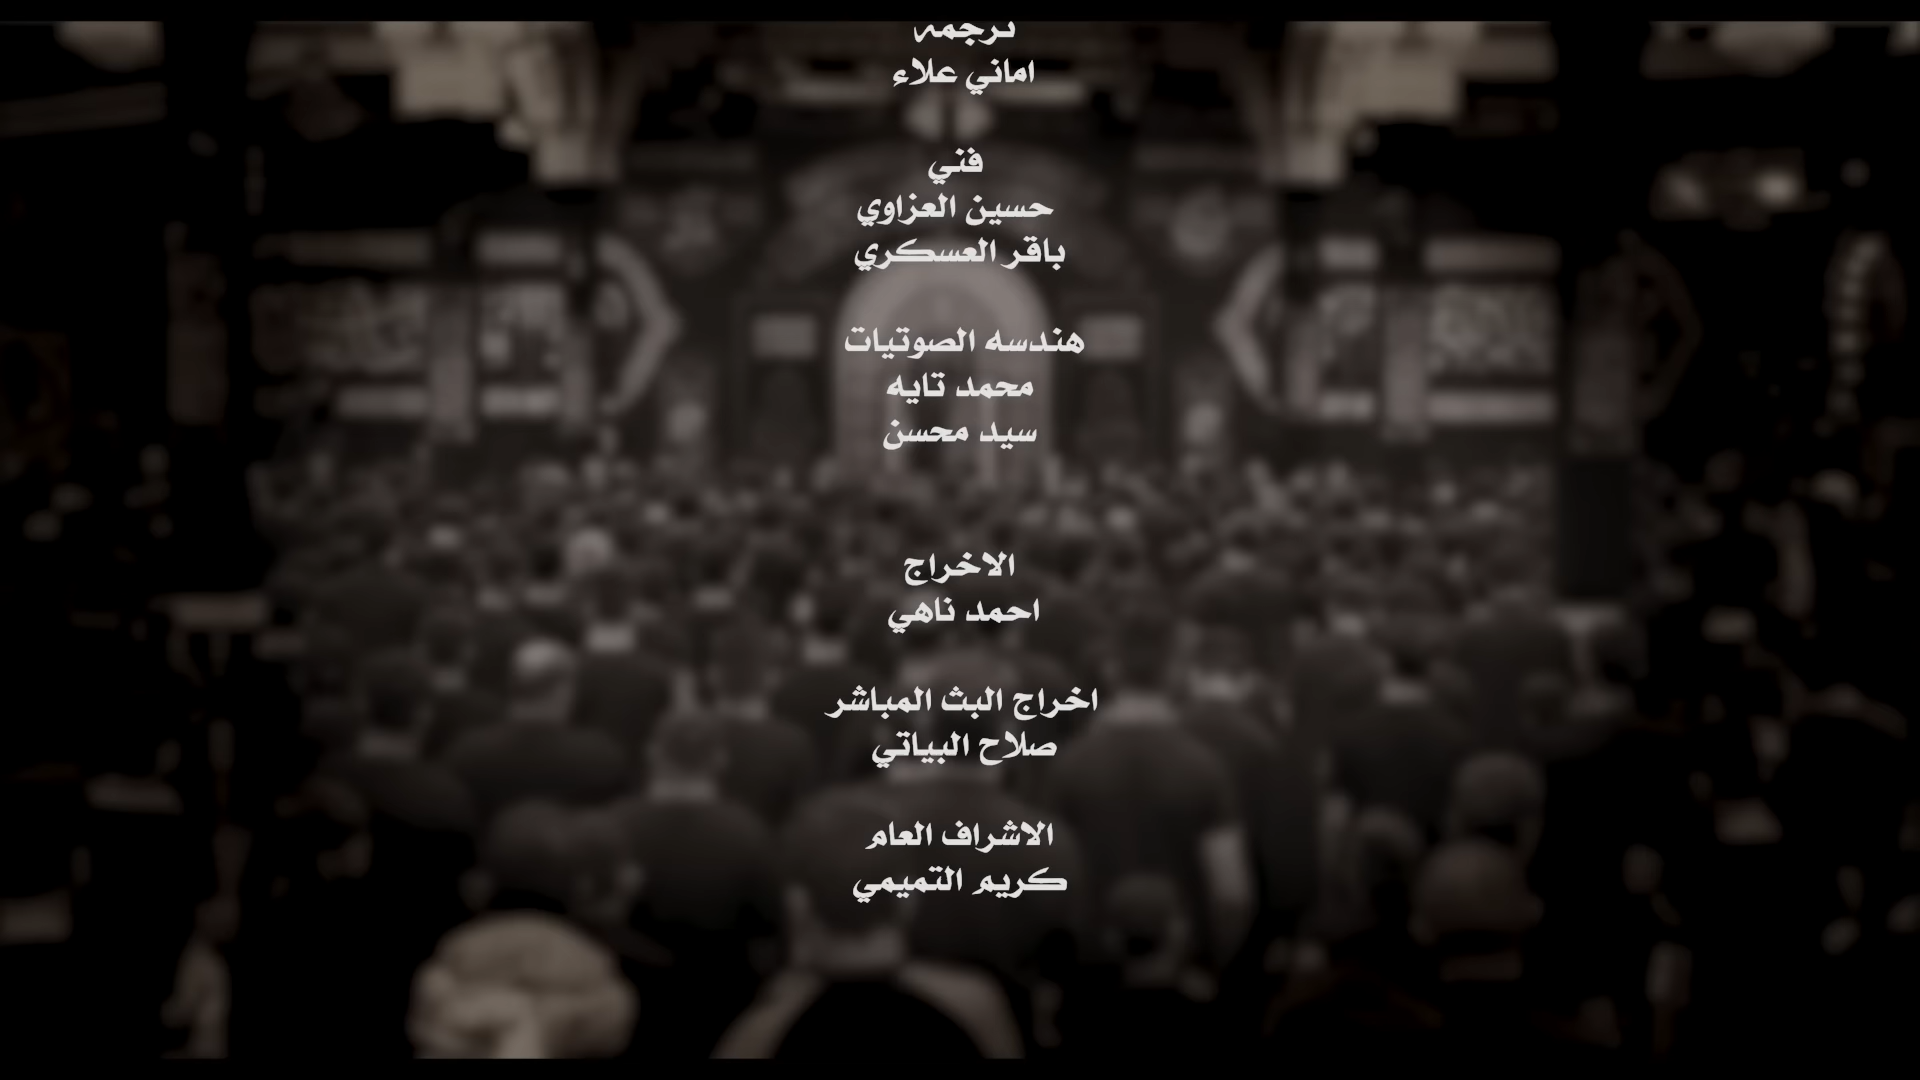 ترجمه
اماني علاء
فني
حسين العزاوي
باقر العسكري
هندسه الصوتيات
محمد تايه
سيد محسن
الاخراج
احمد ناهي
اخراج البث المباشر
صلاح البياتي
الاشراف العام
كريم التميمي